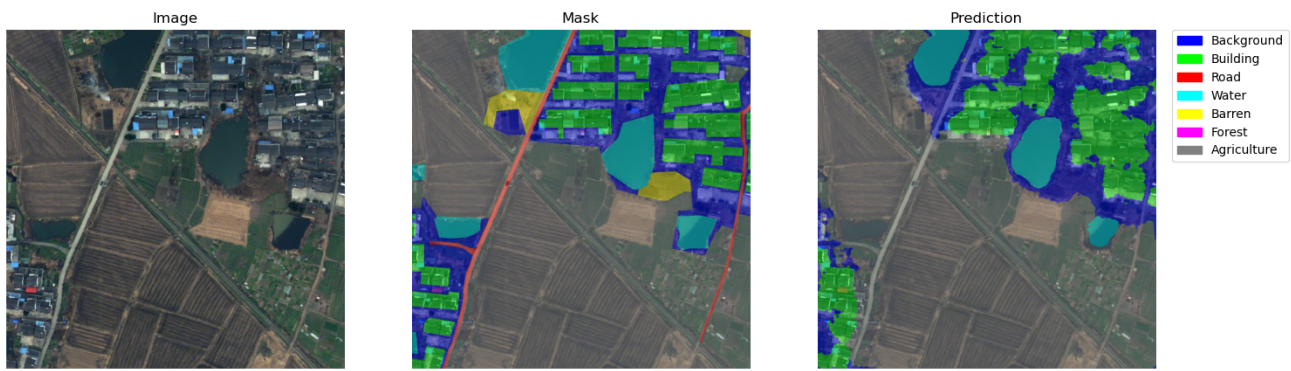 Image
Mask
Prediction
Background
Building
Road
Water
Barren
Forest
Agriculture